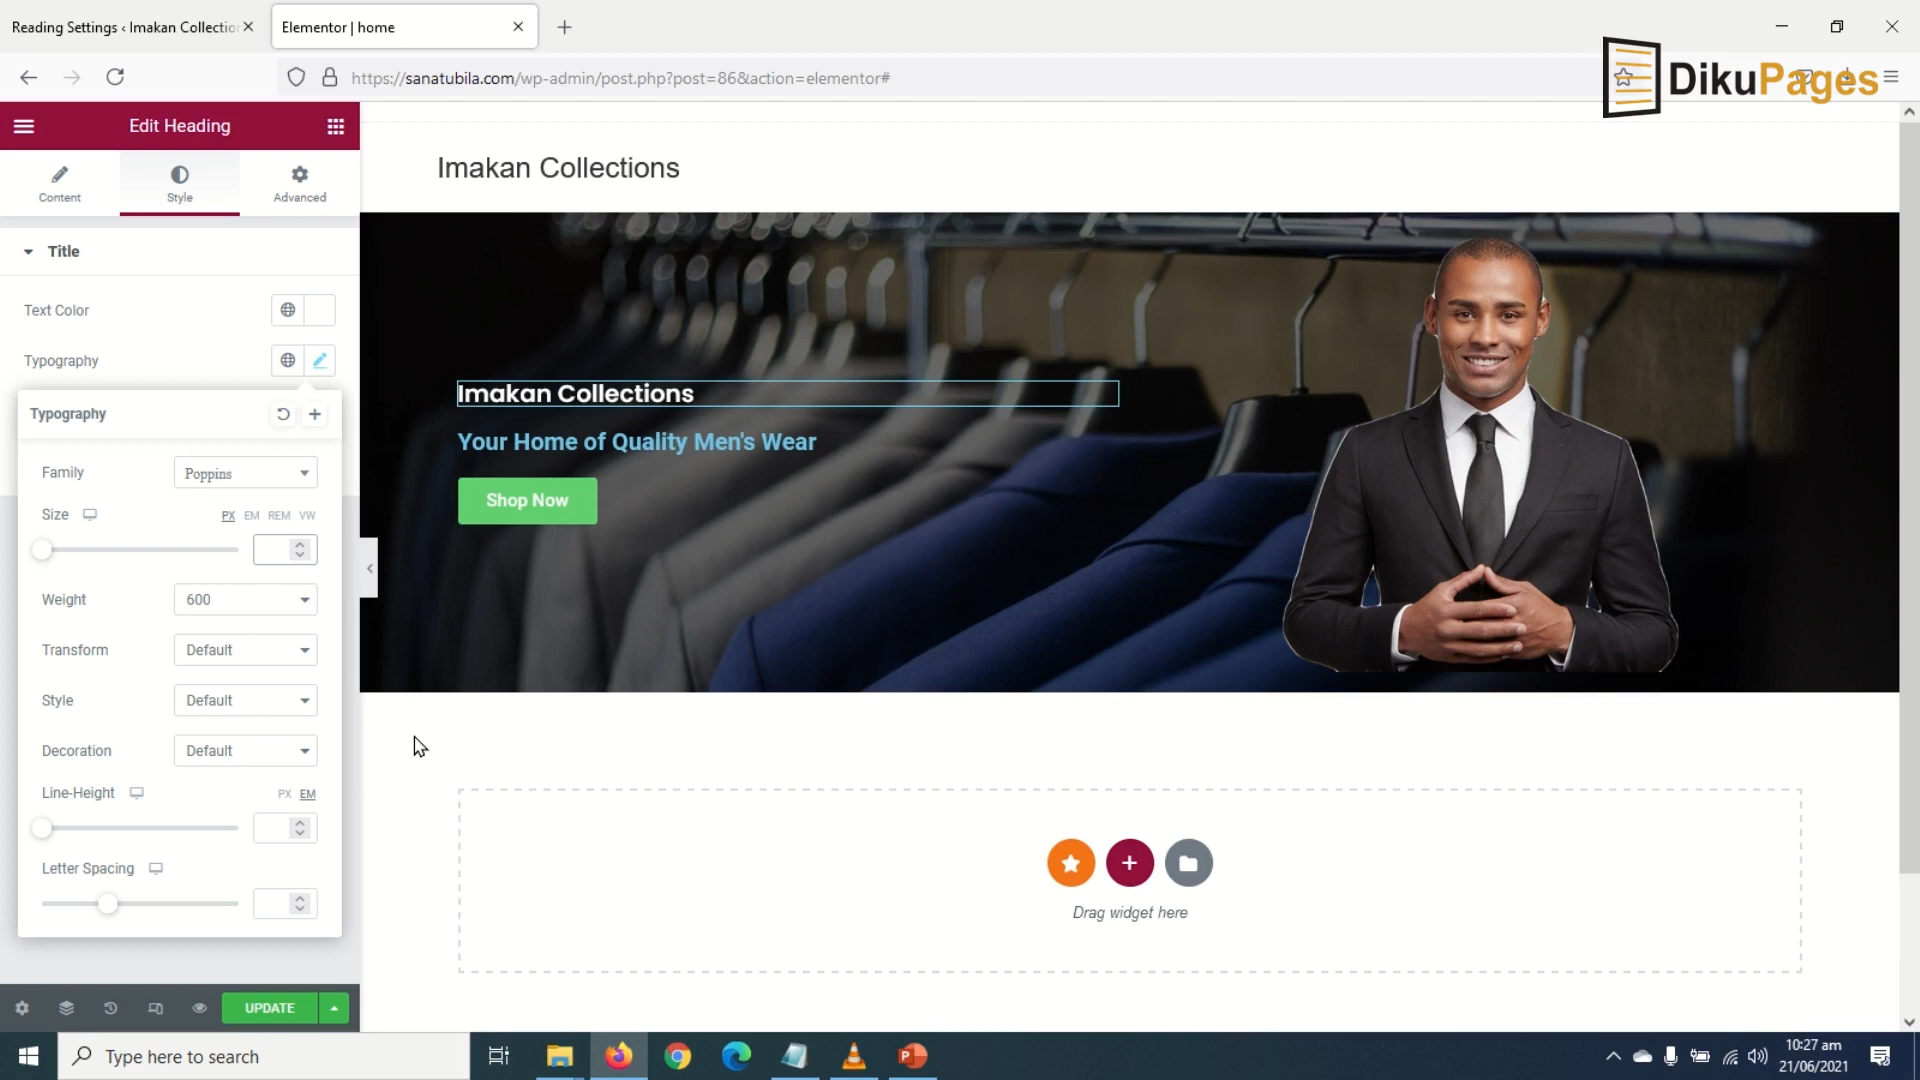 Reading Settings ‹ Imakan Collectio
Elementor | home
https://sanatubila.com/wp-admin/post.php?post=86&action=elementor#
DikuPages
Edit Heading
Content
Style
Advanced
Title
Text Color
Typography
Typography
Family
Poppins
Size
PX EM REM VW
Weight
600
Transform
Default
Style
Default
Decoration
Default
Line-Height
PX EM
Letter Spacing
UPDATE
Imakan Collections
Imakan Collections
Your Home of Quality Men's Wear
Shop Now
Drag widget here
Type here to search
10:27 am
21/06/2021